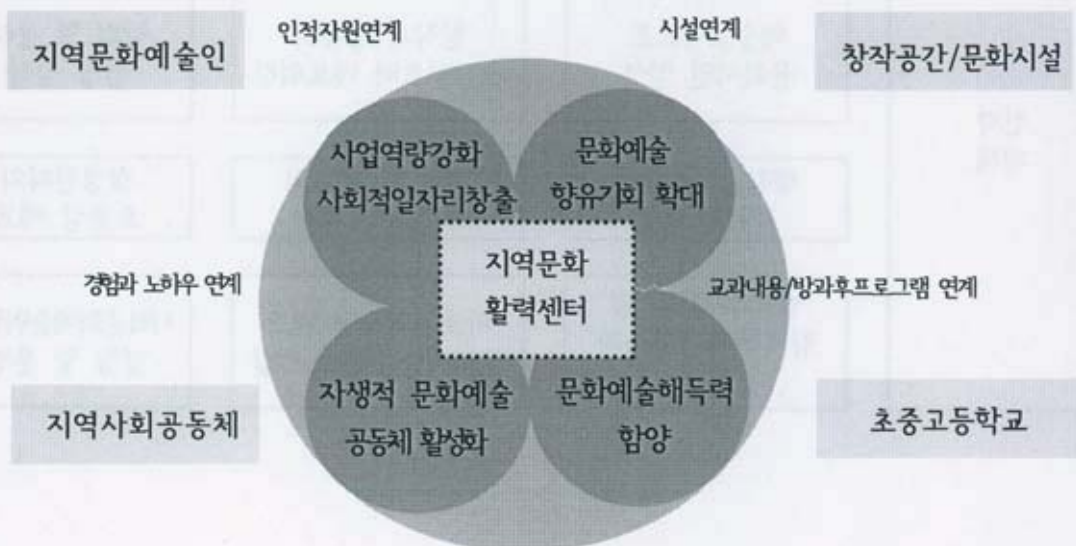 인적자원연계
시설연계
지역문화예술인
창작공간/문화시설
사업역량강화
사회적일자리창출
문화예술
향유기회 확대
지역문화
활력센터
경험과 노하우 연계
교과내용/방과후프로그램 연계
자생적 문화예술
공동체 활성화
문화예술해득력
함양
지역사회공동체
초중고등학교